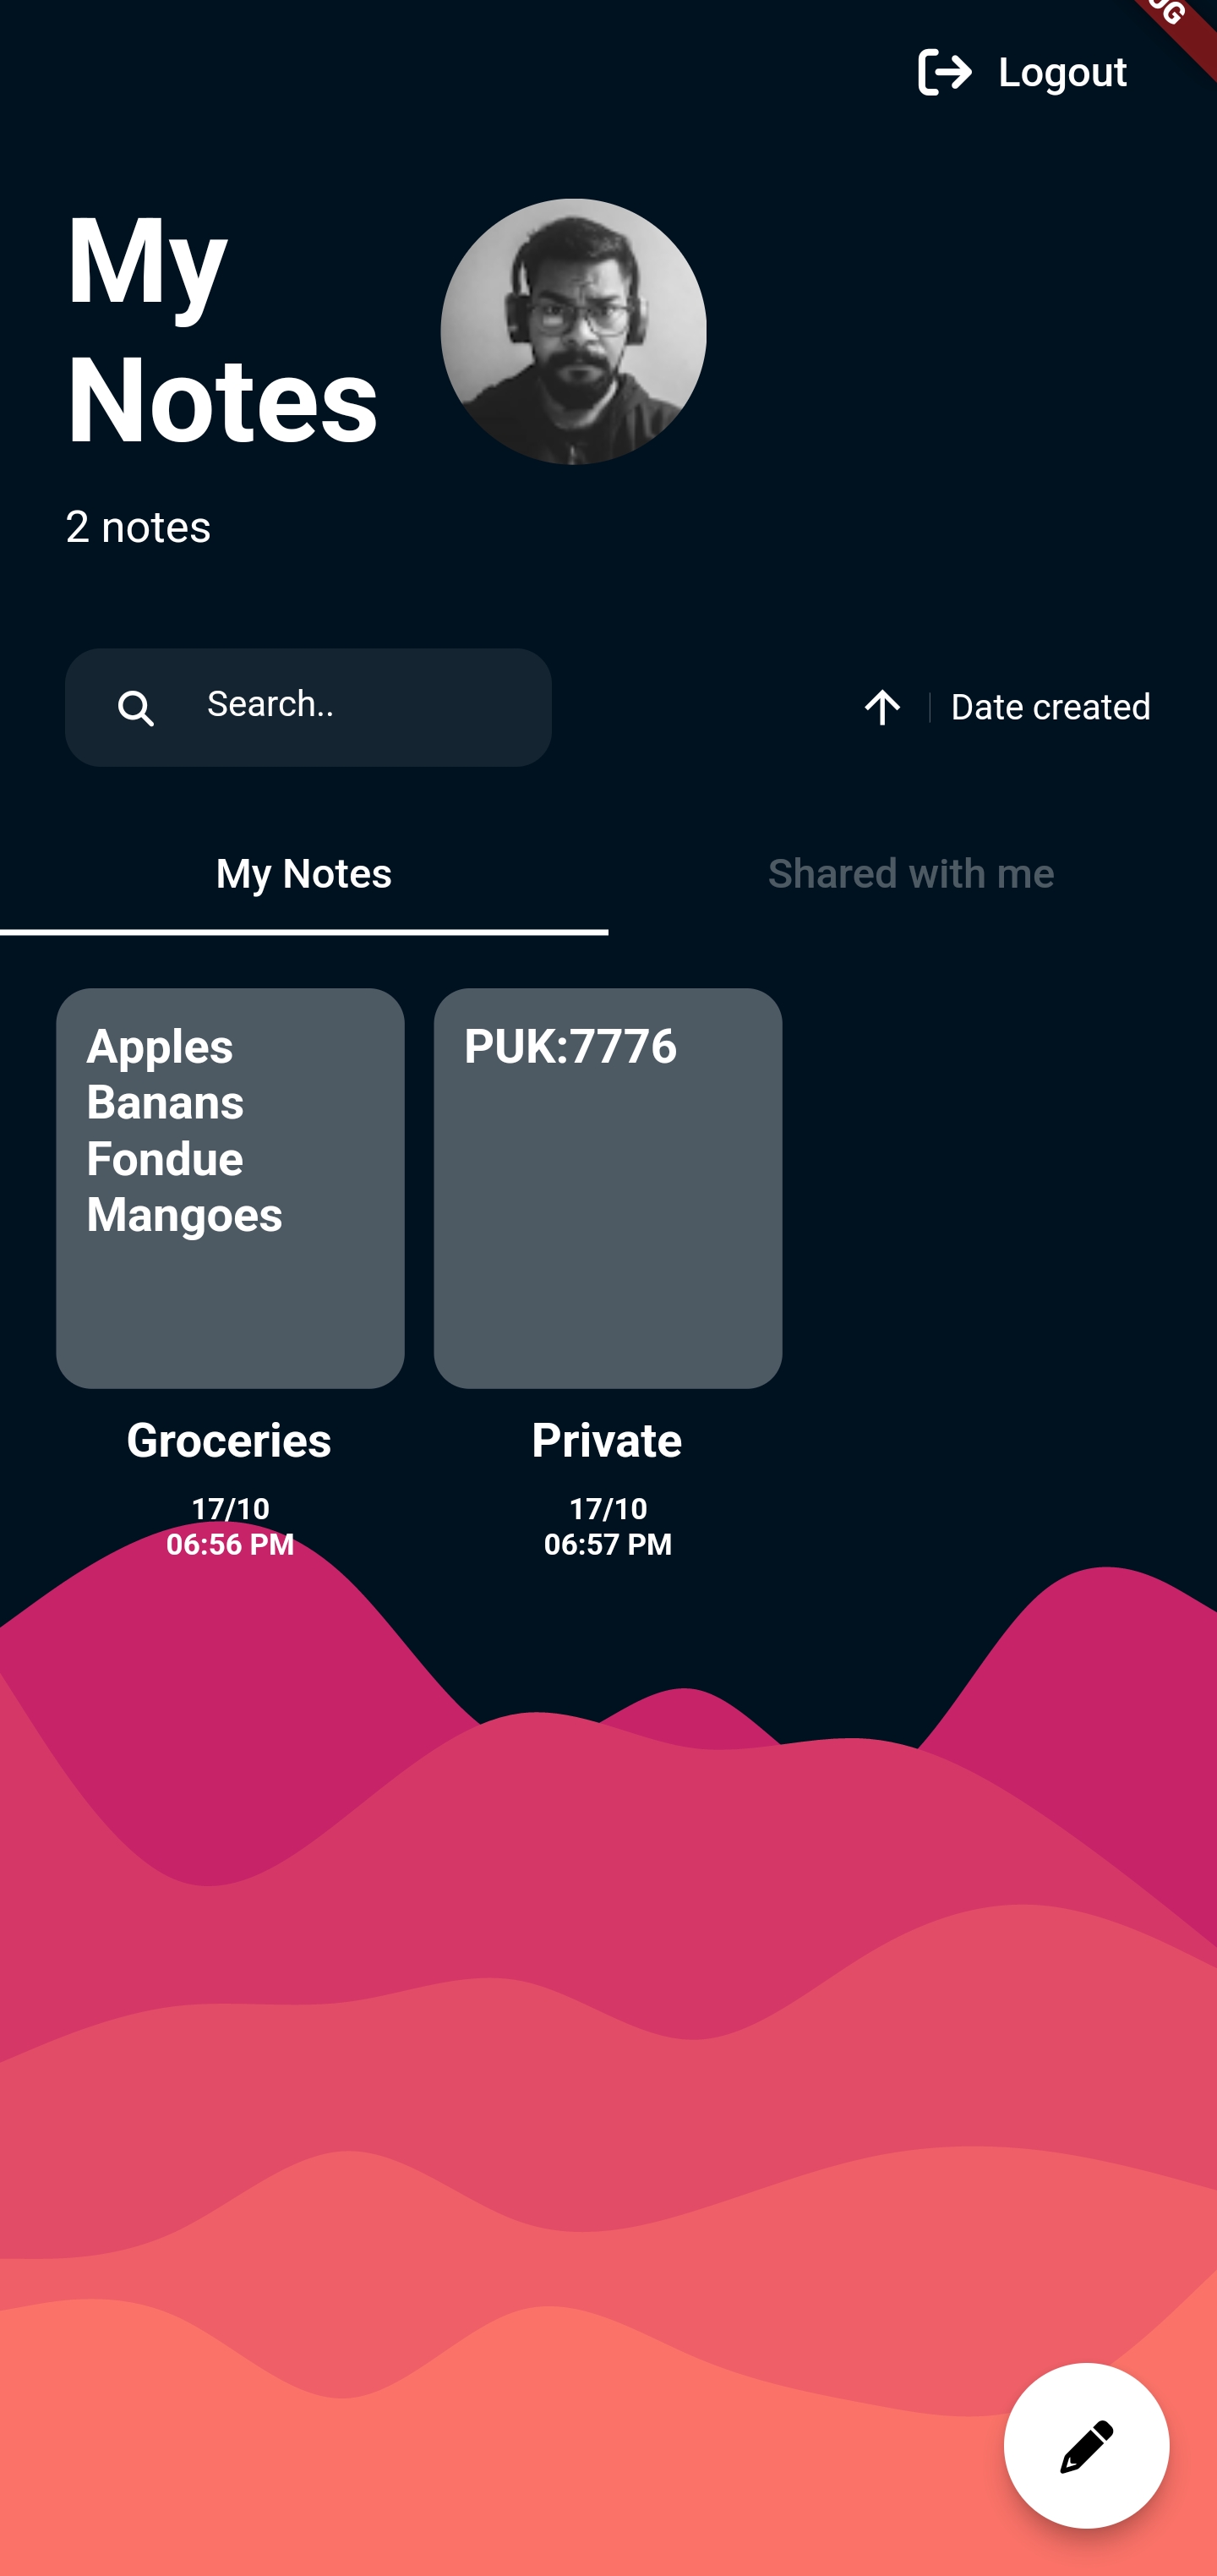 Logout
My
Notes
2 notes
Search..
Date created
My Notes
Shared with me
Apples
Banans
Fondue
Mangoes
PUK:7776
Groceries
Private
17/10
06:56 PM
17/10
06:57 PM